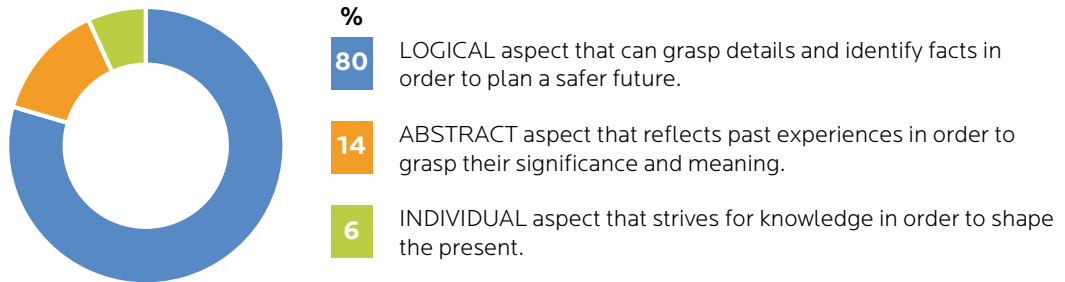 %
80
LOGICAL aspect that can grasp details and identify facts in
order to plan a safer future.
14
ABSTRACT aspect that reflects past experiences in order to
grasp their significance and meaning.
6
INDIVIDUAL aspect that strives for knowledge in order to shape
the present.